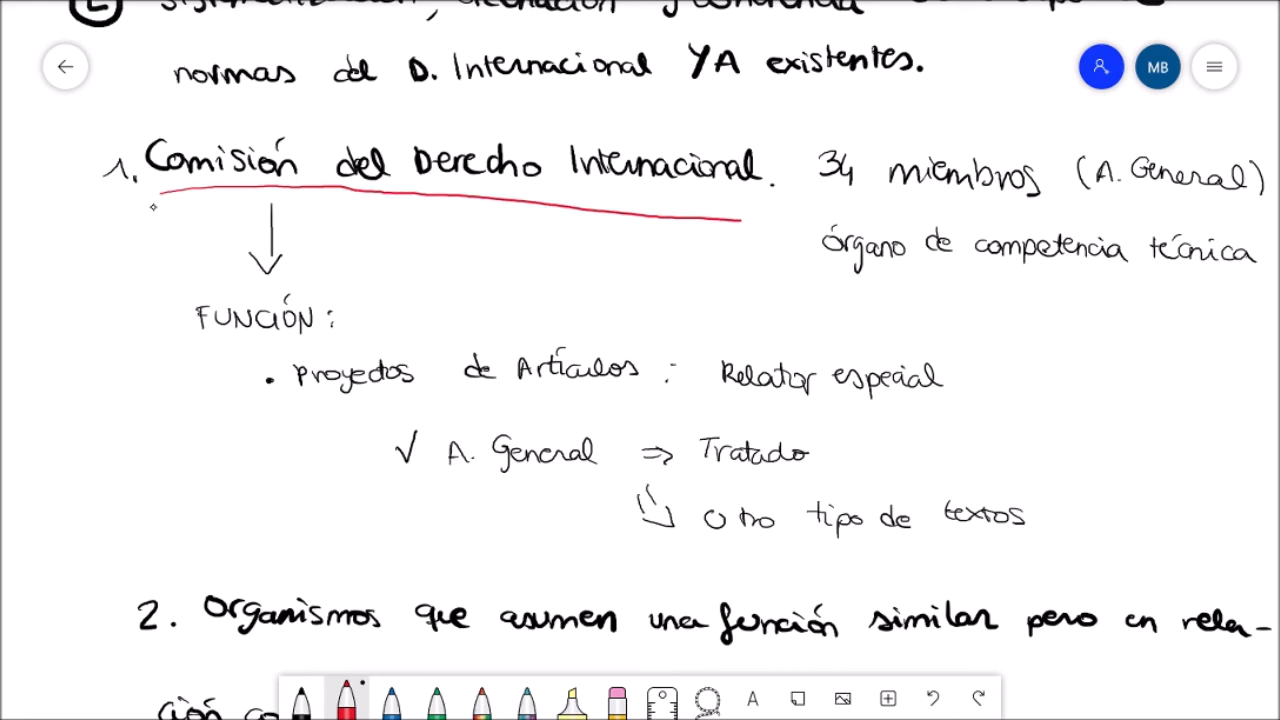 normas del D. Internacional YA existentes.
MB
1. Comisión del Derecho Internacional. 34 miembros (A. General)
órgano de competencia técnica
FUNCIÓN:
• Proyectos de Artículos : Relator especial
√ A. General ⇒ Tratado
⇒ Otro tipo de textos
2. Organismos que asumen una función similar pero en rela-
ción
A